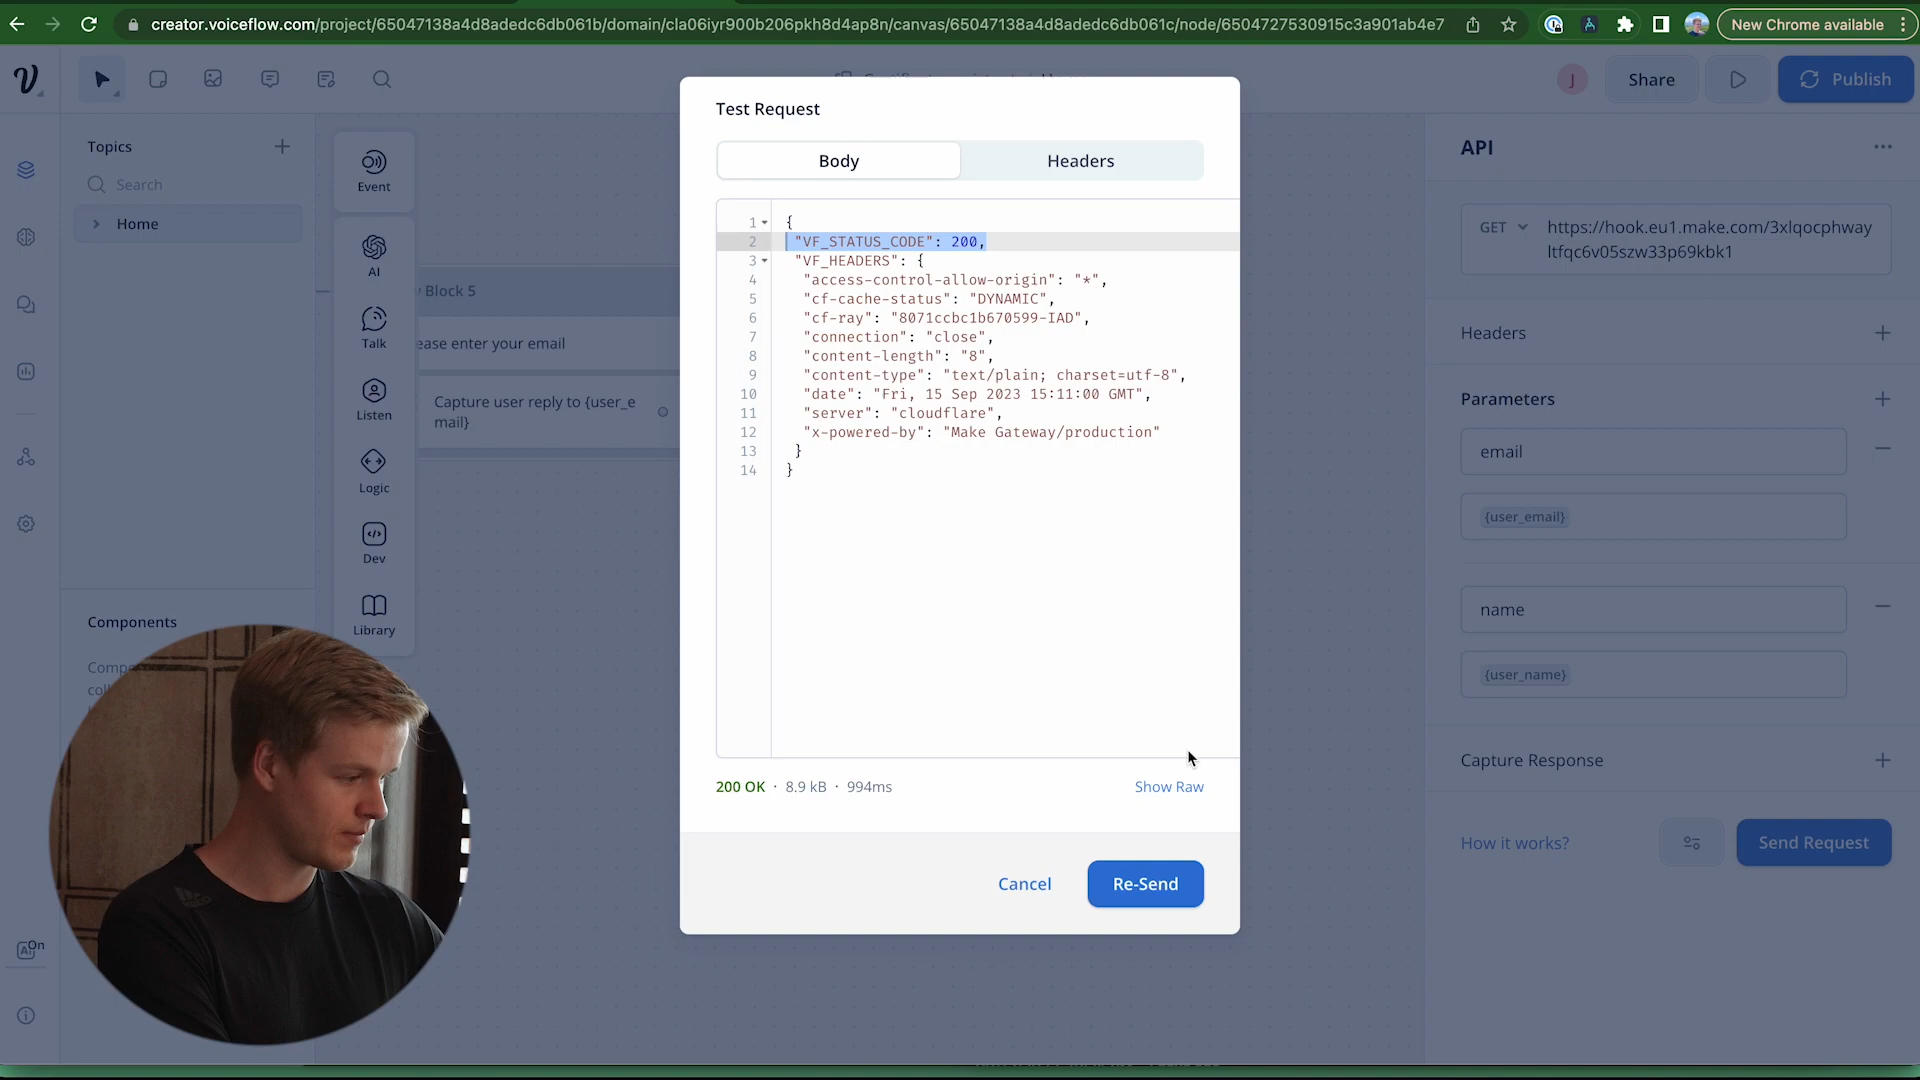 creator.voiceflow.com/project/65047138a4d8adedc6db061b/domain/cla06iyr900b206pkh8d4ap8n/canvas/65047138a4d8adedc6db061c/node/6504727530915c3a901ab4e7
New Chrome available
J
Share
Publish
Topics
Search
Home
Components
Event
AI
Talk
Listen
Logic
Dev
Library
Block 5
ease enter your email
Capture user reply to {user_e
mail}
Test Request
Body
Headers
1
{
2
"VF_STATUS_CODE": 200,
3
"VF_HEADERS": {
4
"access-control-allow-origin": "*",
5
"cf-cache-status": "DYNAMIC",
6
"cf-ray": "8071ccbc1b670599-IAD",
7
"connection": "close",
8
"content-length": "8",
9
"content-type": "text/plain; charset=utf-8",
10
"date": "Fri, 15 Sep 2023 15:11:00 GMT",
11
"server": "cloudflare",
12
"x-powered-by": "Make Gateway/production"
13
}
14
}
200 OK · 8.9 kB · 994ms
Show Raw
Cancel
Re-Send
API
GET
https://hook.eu1.make.com/3xlqocphway
ltfqc6v05szw33p69kbk1
Headers
Parameters
email
{user_email}
name
{user_name}
Capture Response
How it works?
Send Request
On